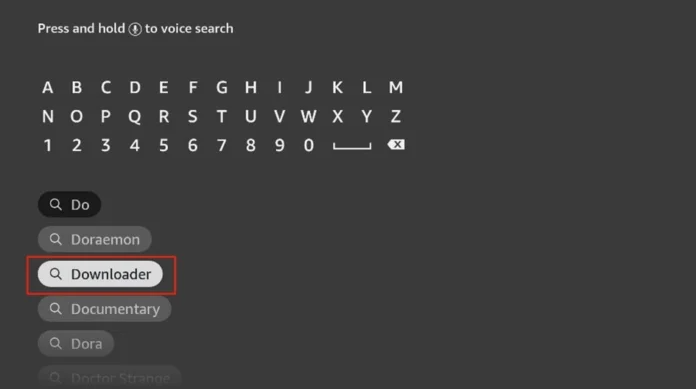 Press and hold to voice search
A B C D E F G H I J K L M
N O P Q R S T U V W X Y Z
1 2 3 4 5 6 7 8 9 0
Do
Doraemon
Downloader
Documentary
Dora
Doctor Strange